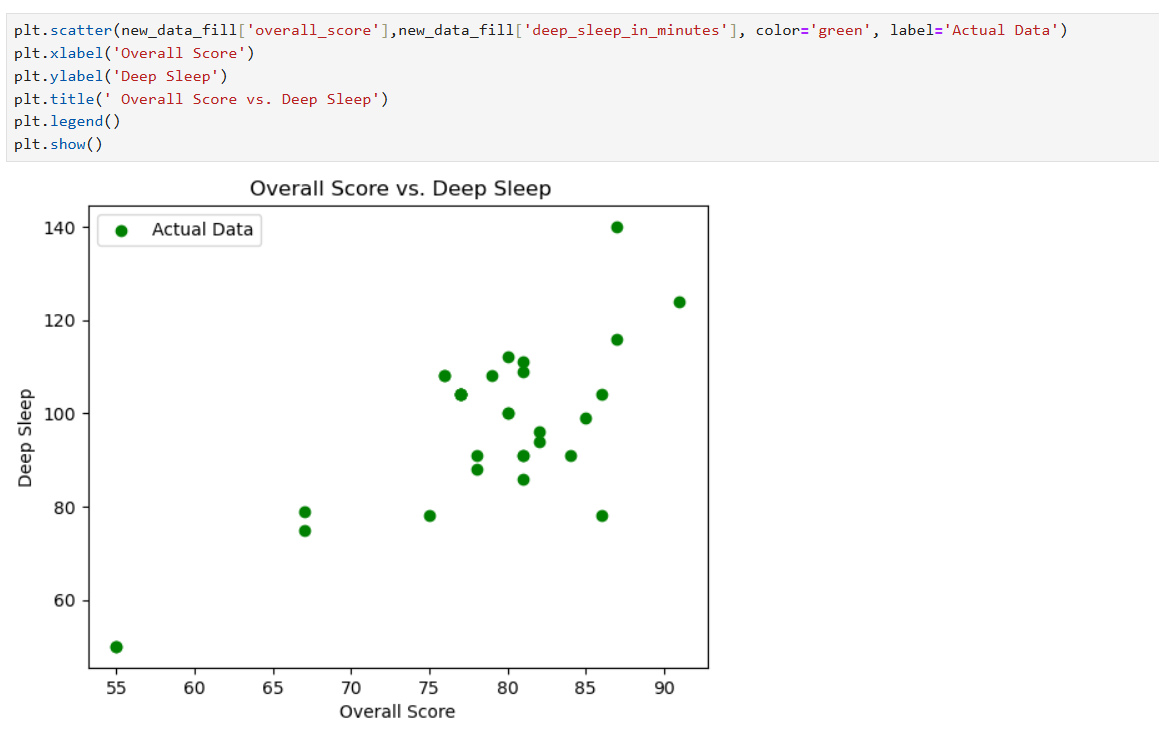 plt.scatter(new_data_fill['overall_score'],new_data_fill['deep_sleep_in_minutes'], color='green', label='Actual Data')
plt.xlabel('Overall Score')
plt.ylabel('Deep Sleep')
plt.title(' Overall Score vs. Deep Sleep')
plt.legend()
plt.show()
Overall Score vs. Deep Sleep
Actual Data
140
120
100
80
60
Deep Sleep
55 60 65 70 75 80 85 90
Overall Score